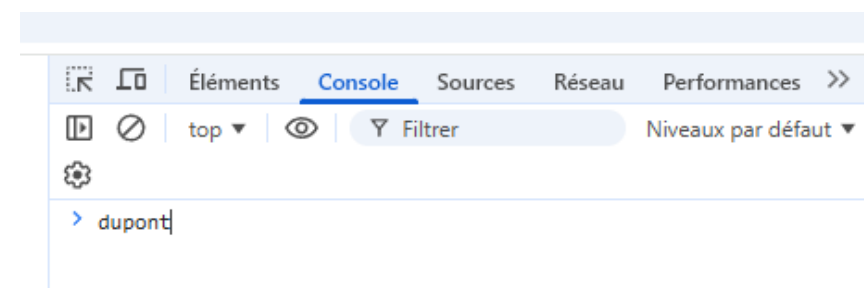 Éléments Console Sources Réseau Performances »
top ▼ Filtrer Niveaux par défaut ▼
> dupont